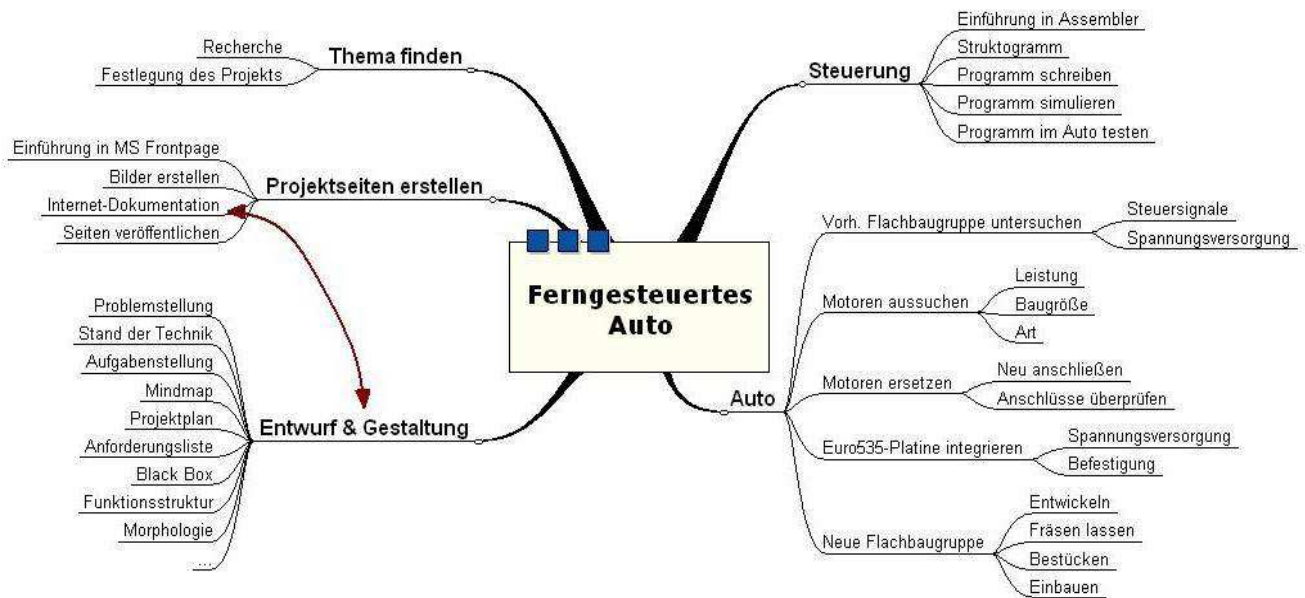 Ferngesteuertes
Auto
Thema finden
Recherche
Festlegung des Projekts
Projektseiten erstellen
Einführung in MS Frontpage
Bilder erstellen
Internet-Dokumentation
Seiten veröffentlichen
Entwurf & Gestaltung
Problemstellung
Stand der Technik
Aufgabenstellung
Mindmap
Projektplan
Anforderungsliste
Black Box
Funktionsstruktur
Morphologie
...
Steuerung
Einführung in Assembler
Struktogramm
Programm schreiben
Programm simulieren
Programm im Auto testen
Auto
Vorh. Flachbaugruppe untersuchen
Steuersignale
Spannungsversorgung
Motoren aussuchen
Leistung
Baugröße
Art
Motoren ersetzen
Neu anschließen
Anschlüsse überprüfen
Euro535-Platine integrieren
Spannungsversorgung
Befestigung
Neue Flachbaugruppe
Entwickeln
Fräsen lassen
Bestücken
Einbauen